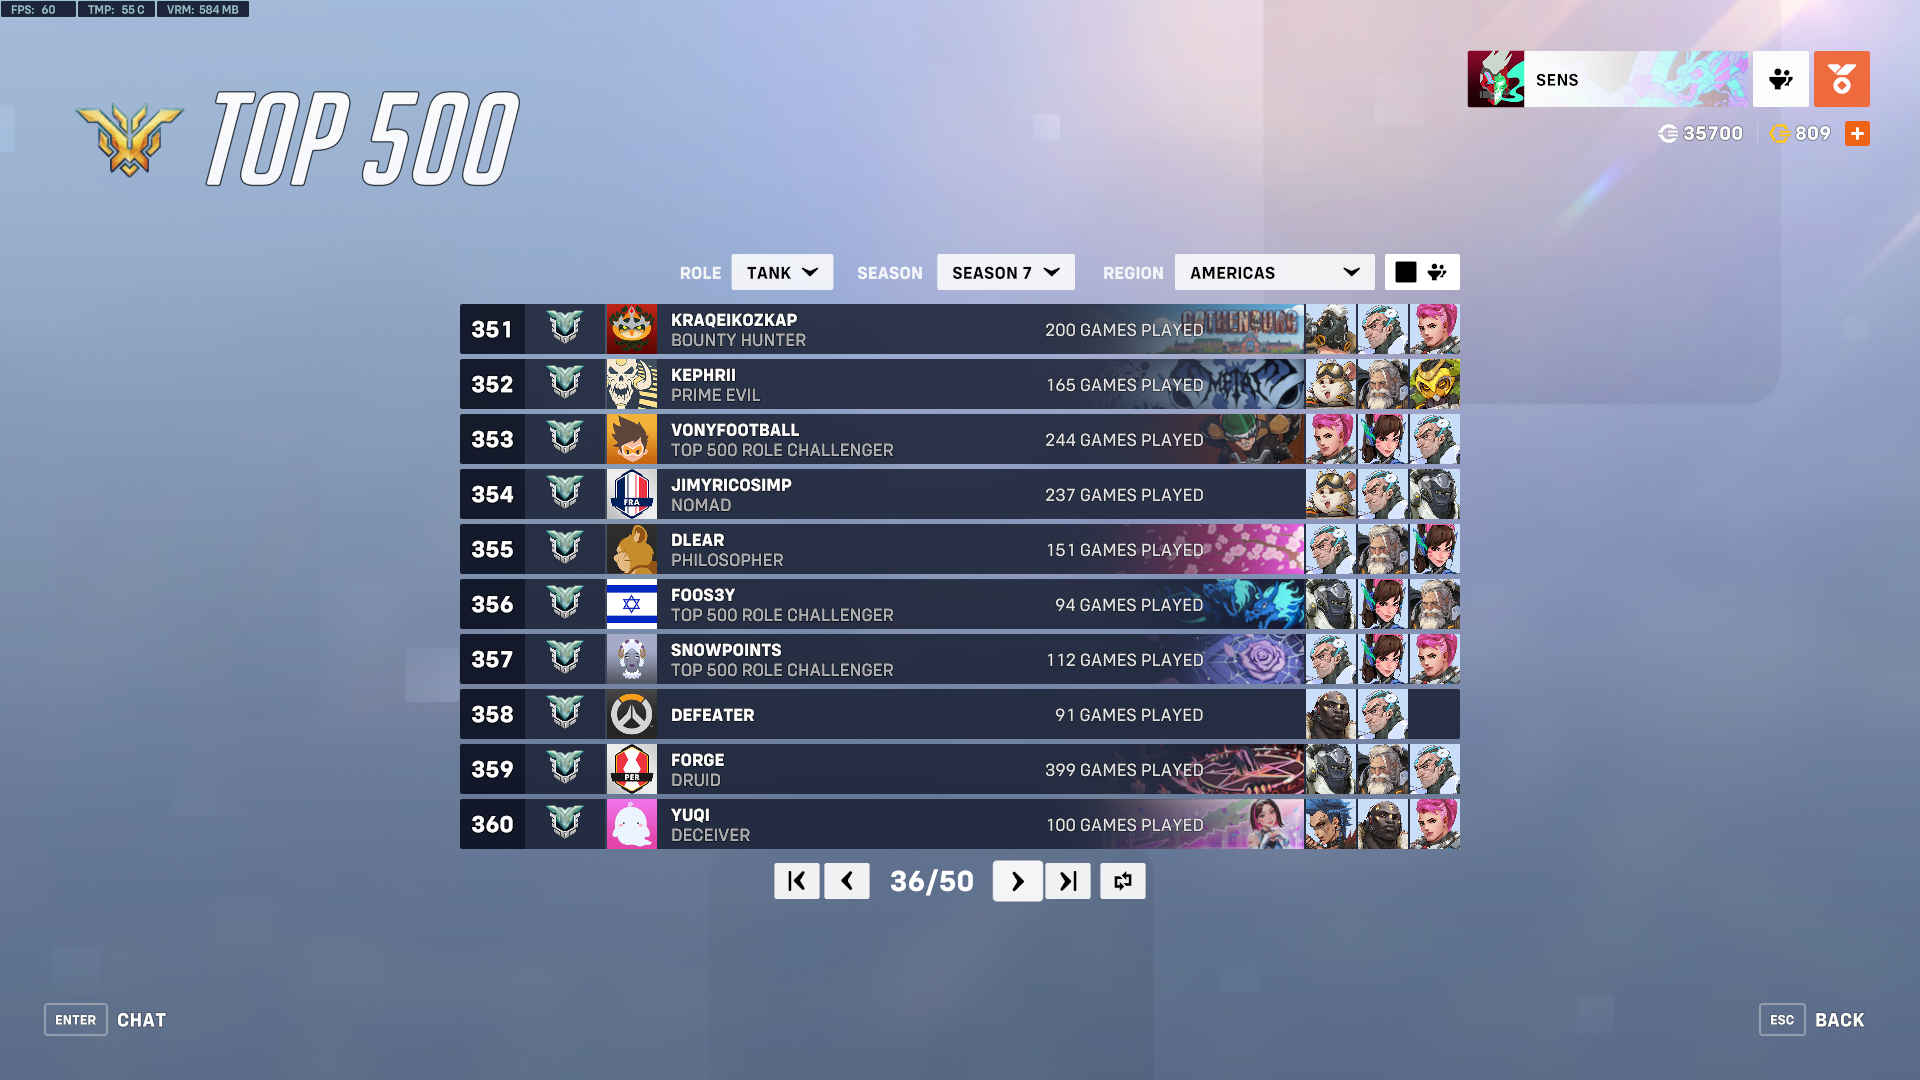 FPS: 60 TMP: 55 C VRM: 584 MB
TOP 500
SENS
35700 809
ROLE TANK SEASON SEASON 7 REGION AMERICAS
351 KRAQEIKOZKAP 200 GAMES PLAYED
BOUNTY HUNTER
352 KEPHRII 165 GAMES PLAYED
PRIME EVIL
353 VONYFOOTBALL 244 GAMES PLAYED
TOP 500 ROLE CHALLENGER
354 FRA JIMYRICOSIMP 237 GAMES PLAYED
NOMAD
355 DLEAR 151 GAMES PLAYED
PHILOSOPHER
356 FOOS3Y 94 GAMES PLAYED
TOP 500 ROLE CHALLENGER
357 SNOWPOINTS 112 GAMES PLAYED
TOP 500 ROLE CHALLENGER
358 DEFEATER 91 GAMES PLAYED
359 PER FORGE 399 GAMES PLAYED
DRUID
360 YUQI 100 GAMES PLAYED
DECEIVER
36/50
ENTER CHAT
ESC BACK